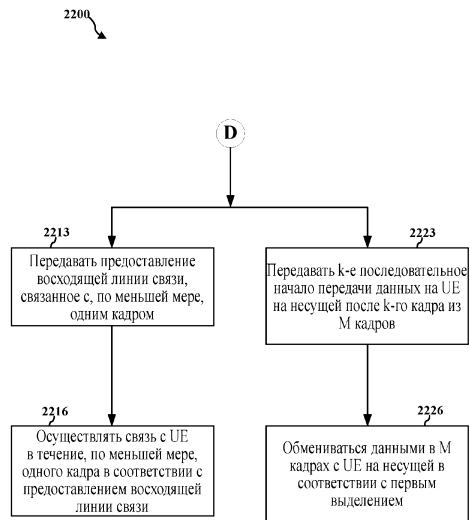 2200
D
2213
Передавать предоставление
восходящей линии связи,
связанное с, по меньшей мере,
одним кадром
2223
Передавать k-е последовательное
начало передачи данных на UE
на несущей после k-го кадра из
M кадров
2216
Осуществлять связь с UE
в течение, по меньшей мере,
одного кадра в соответствии с
предоставлением восходящей
линии связи
2226
Обмениваться данными в M
кадрах с UE на несущей в
соответствии с первым
выделением